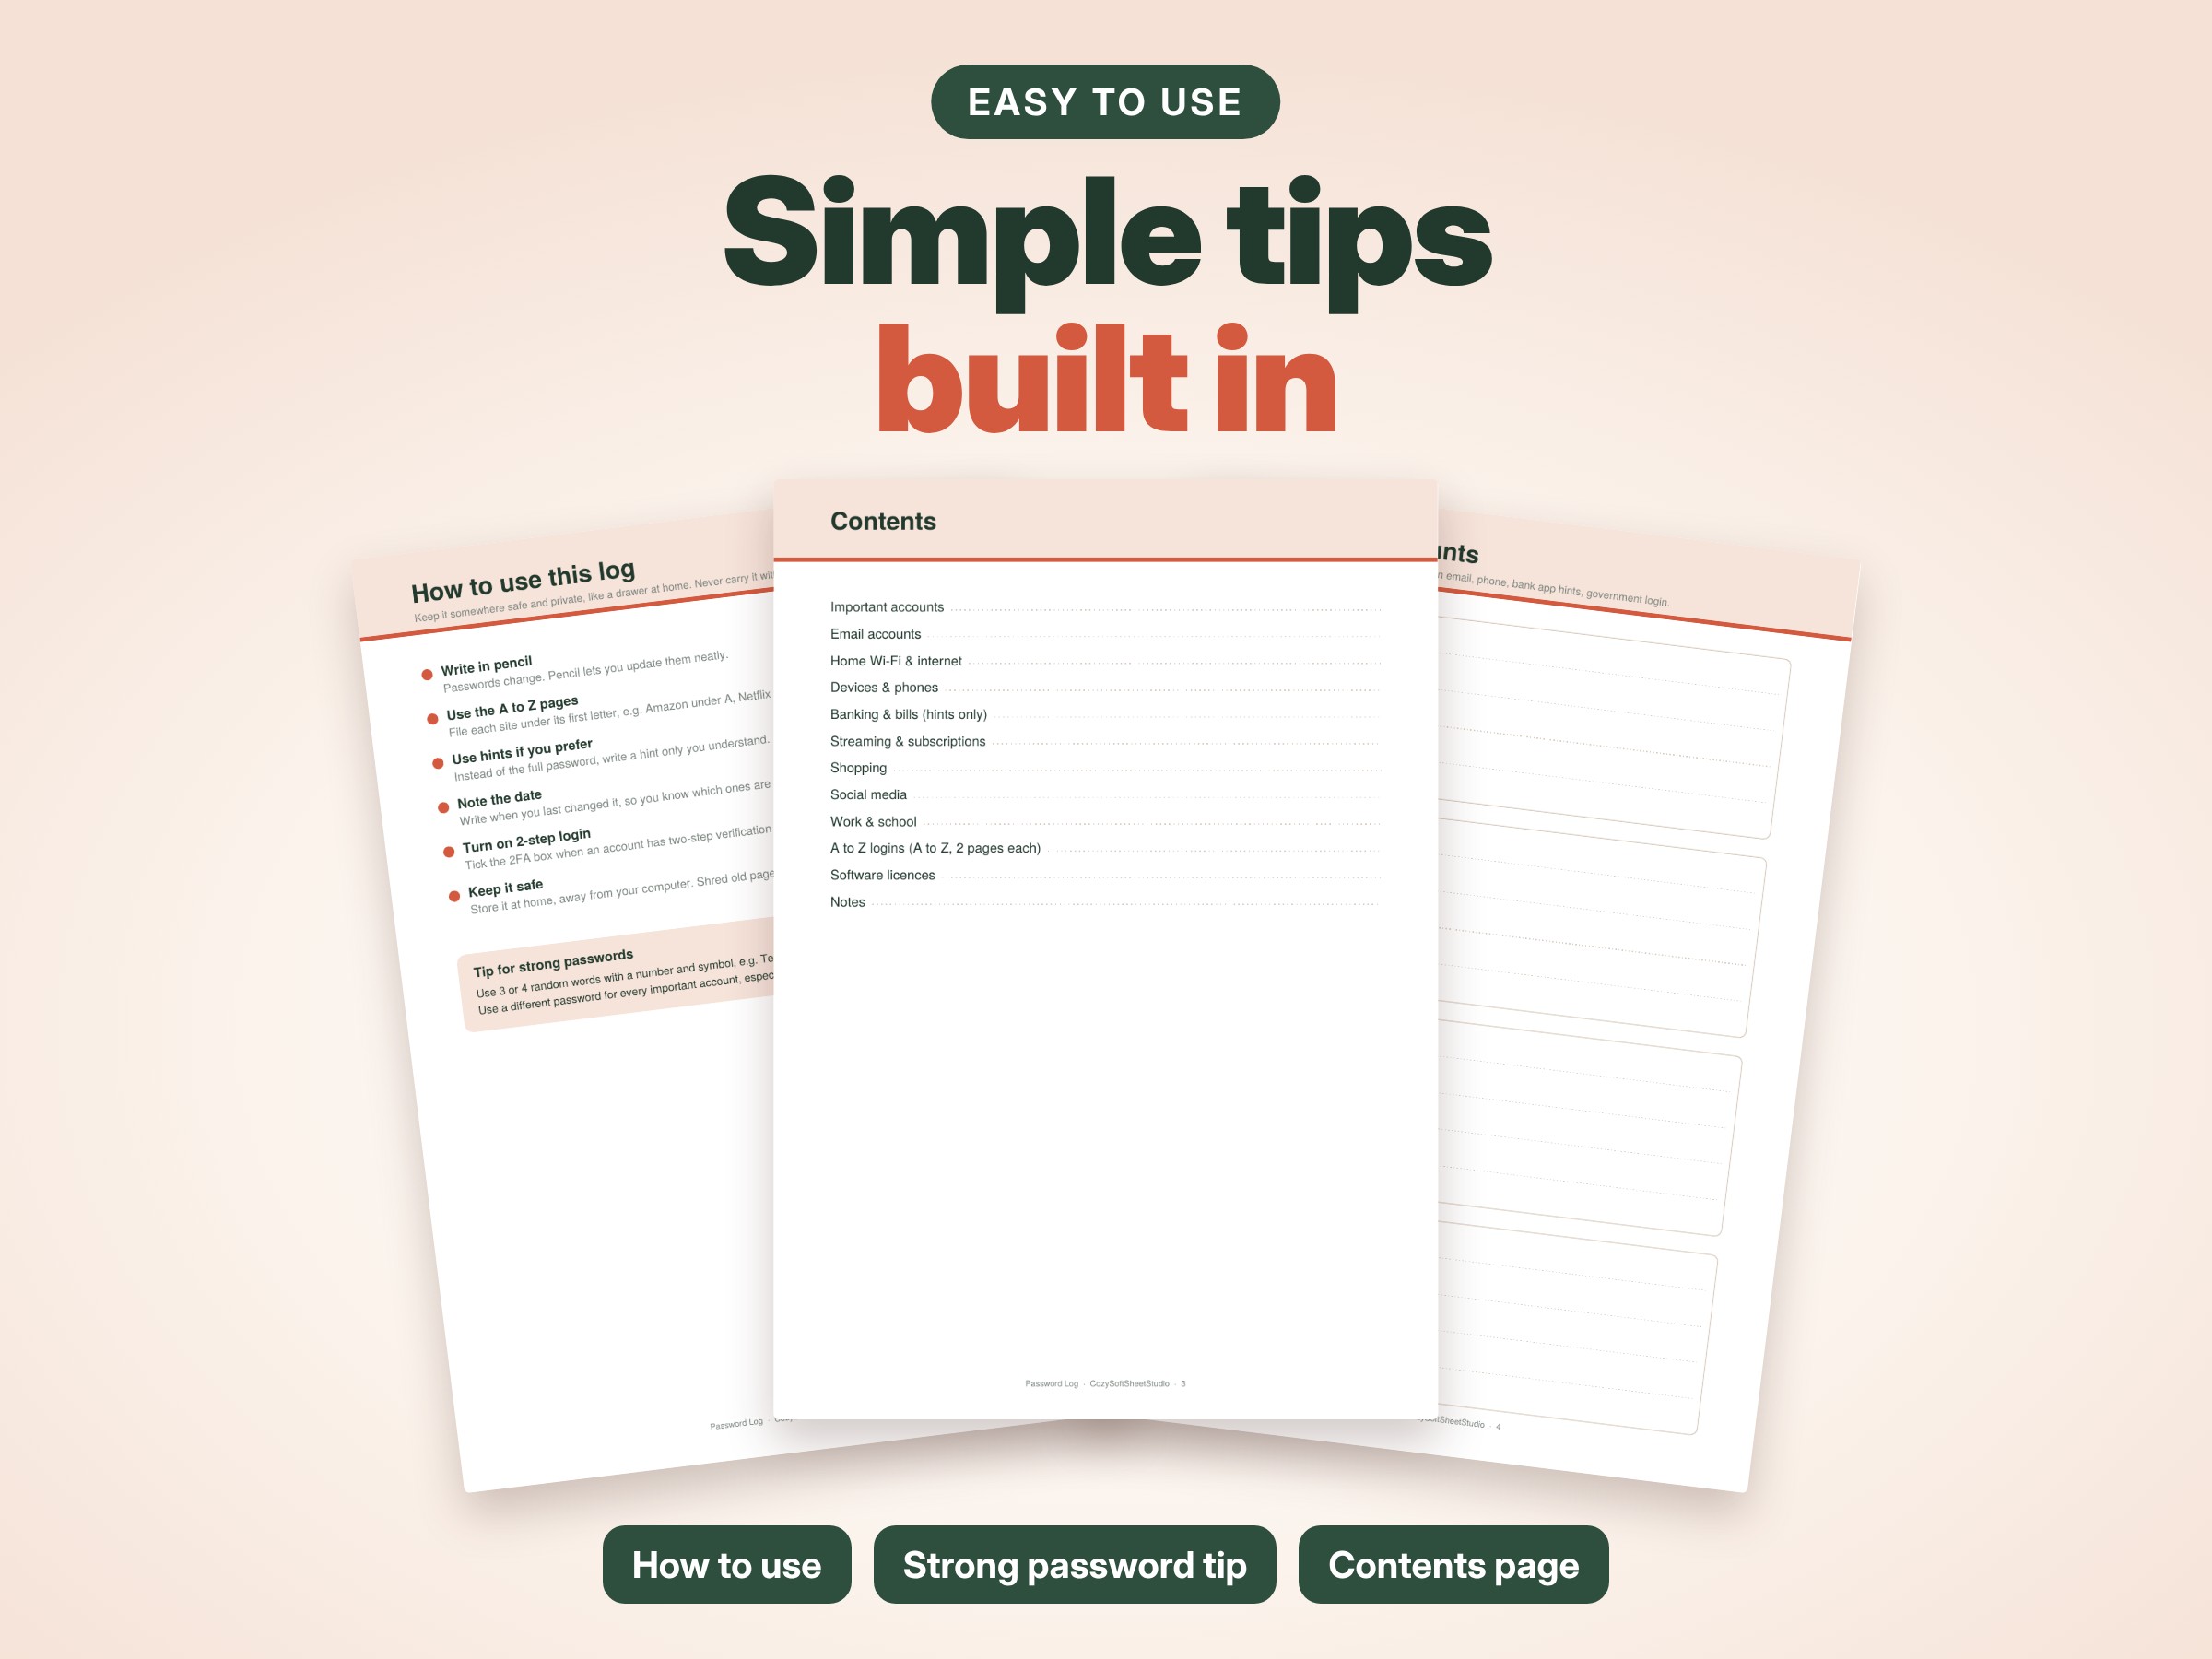 EASY TO USE
Simple tips
built in
How to use this log
Keep it somewhere safe and private, like a drawer at home. Never carry it
Write in pencil
Passwords change. Pencil lets you update them neatly.
Use the A to Z pages
File each site under its first letter, e.g. Amazon under A, Netflix
Use hints if you prefer
Instead of the full password, write a hint only you understand.
Note the date
Write when you last changed it, so you know which ones are
Turn on 2-step login
Tick the 2FA box when an account has two-step verification
Keep it safe
Store it at home, away from your computer. Shred old
Tip for strong passwords
Use 3 or 4 random words with a number and symbol, e.g.
Use a different password for every important account,
Password Log ·
Contents
Important accounts
Email accounts
Home Wi-Fi & internet
Devices & phones
Banking & bills (hints only)
Streaming & subscriptions
Shopping
Social media
Work & school
A to Z logins (A to Z, 2 pages each)
Software licences
Notes
Password Log · CozySoftSheetStudio · 3
email, phone, bank app hints, government login.
· 4
How to use
Strong password tip
Contents page